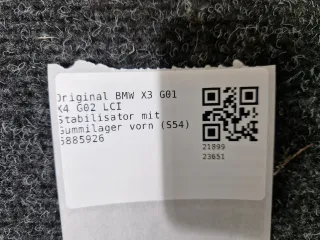 Original BMW X3 G01
X4 G02 LCI
Stabilisator mit
Gummilager vorn (S54)
6885926
21899
23651